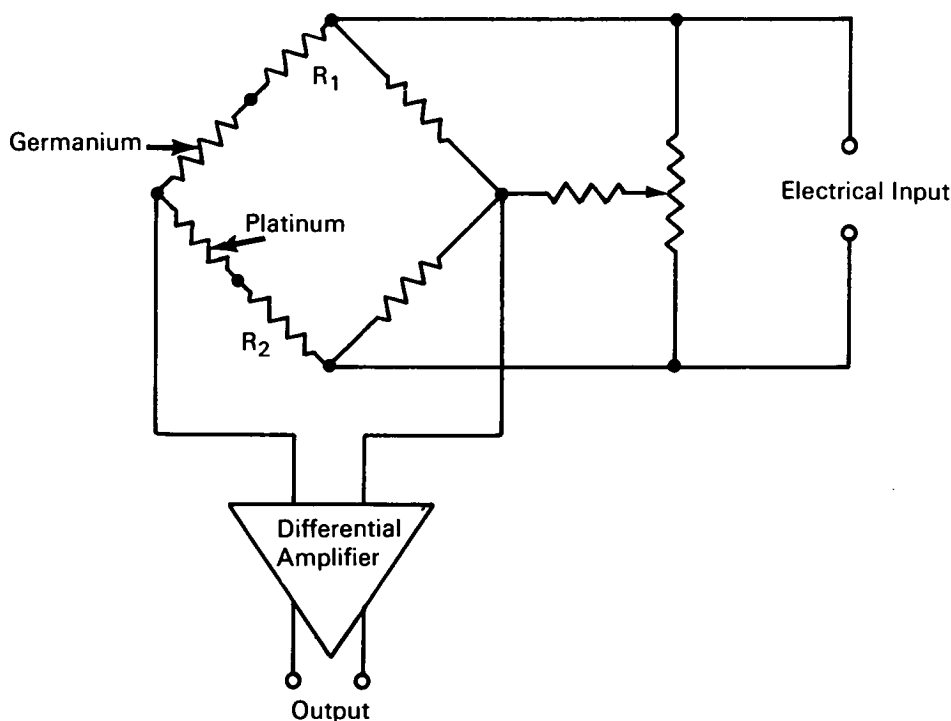 R1
Germanium
Electrical Input
Platinum
R2
Differential
Amplifier
Output